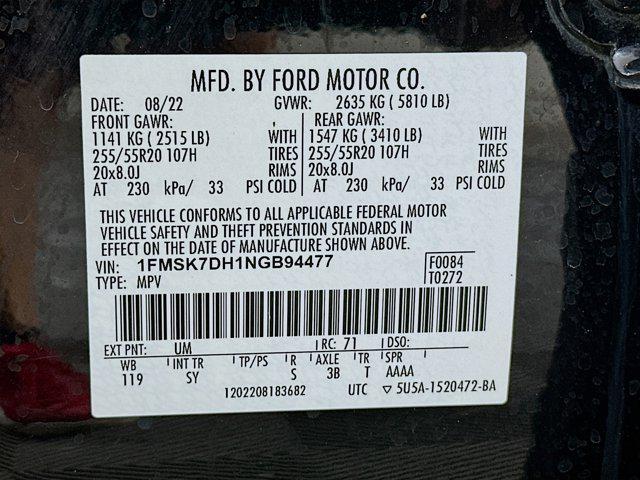 MFD. BY FORD MOTOR CO.
DATE: 08/22 GVWR: 2635 KG ( 5810 LB)
FRONT GAWR: REAR GAWR:
1141 KG ( 2515 LB) WITH 1547 KG ( 3410 LB) WITH
255/55R20 107H TIRES 255/55R20 107H TIRES
20x8.0J RIMS 20x8.0J RIMS
AT 230 kPa/ 33 PSI COLD AT 230 kPa/ 33 PSI COLD
THIS VEHICLE CONFORMS TO ALL APPLICABLE FEDERAL MOTOR
VEHICLE SAFETY AND THEFT PREVENTION STANDARDS IN
EFFECT ON THE DATE OF MANUFACTURE SHOWN ABOVE.
VIN: 1FMSK7DH1NGB94477 F0084
TYPE: MPV T0272
EXT PNT: UM RC: 71 DSO:
WB INT TR TP/PS R AXLE TR SPR
119 SY S 3B T AAAA
1202208183682 UTC ▽ 5U5A-1520472-BA